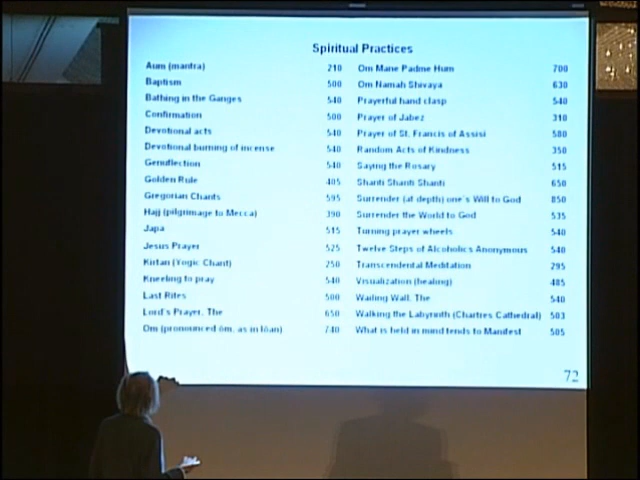 Spiritual Practices
Aum (mantra) 210
Baptism 500
Bathing in the Ganges 540
Confirmation 500
Devotional acts 540
Devotional burning of incense 540
Genuflection 540
Golden Rule 405
Gregorian Chants 595
Hajj (pilgrimage to Mecca) 390
Japa 515
Jesus Prayer 525
Kirtan (Yogic Chant) 250
Kneeling to pray 540
Last Rites 500
Lord's Prayer, The 650
Om (pronounced óm, as in lóan) 740
Om Mane Padme Hum 700
Om Namah Shivaya 630
Prayerful hand clasp 540
Prayer of Jabez 310
Prayer of St. Francis of Assisi 580
Random Acts of Kindness 350
Saying the Rosary 515
Shanti Shanti Shanti 650
Surrender (at depth) one's Will to God 850
Surrender the World to God 535
Turning prayer wheels 540
Twelve Steps of Alcoholics Anonymous 540
Transcendental Meditation 295
Visualization (healing) 485
Wailing Wall, The 540
Walking the Labyrinth (Chartres Cathedral) 503
What is held in mind tends to Manifest 505
72